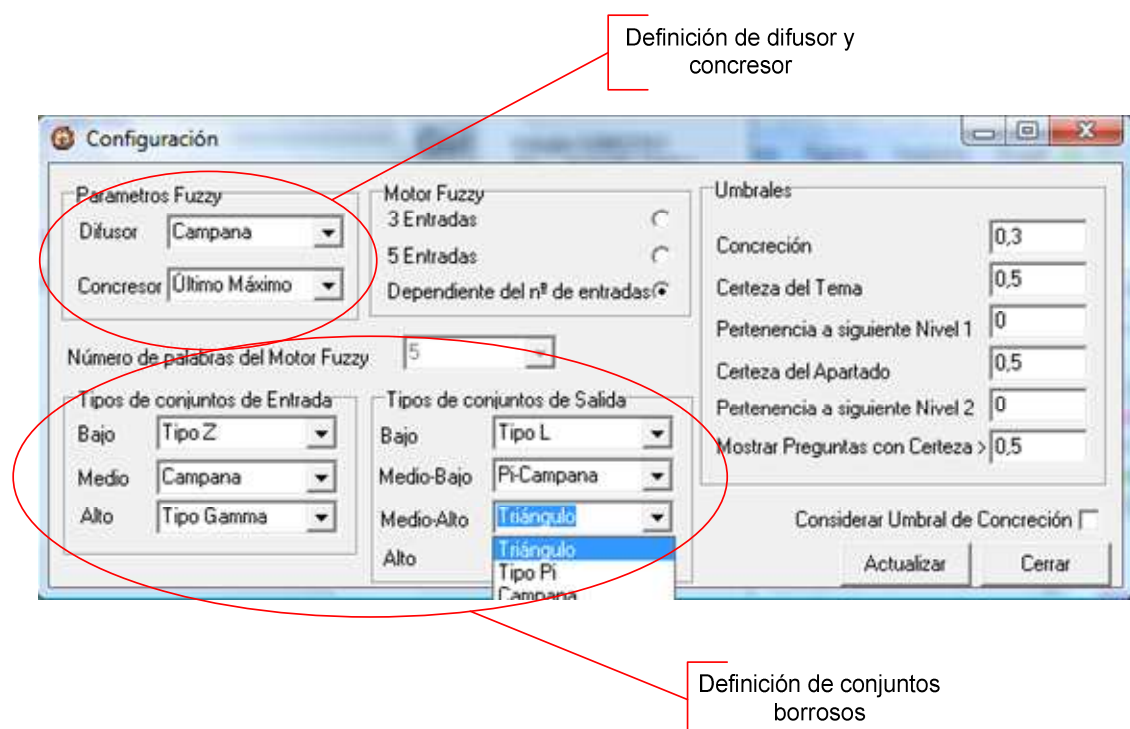 Definición de difusor y
concresor
Configuración
Parametros Fuzzy
Difusor Campana
Concresor Último Máximo
Motor Fuzzy
3 Entradas
5 Entradas
Dependiente del nº de entradas
Número de palabras del Motor Fuzzy 5
Tipos de conjuntos de Entrada
Bajo Tipo Z
Medio Campana
Alto Tipo Gamma
Tipos de conjuntos de Salida
Bajo Tipo L
Medio-Bajo Pi-Campana
Medio-Alto Triángulo
Alto
Triángulo
Tipo Pi
Campana
Umbrales
Concreción 0,3
Certeza del Tema 0,5
Pertenencia a siguiente Nivel 1 0
Certeza del Apartado 0,5
Pertenencia a siguiente Nivel 2 0
Mostrar Preguntas con Certeza > 0,5
Considerar Umbral de Concreción
Actualizar Cerrar
Definición de conjuntos
borrosos